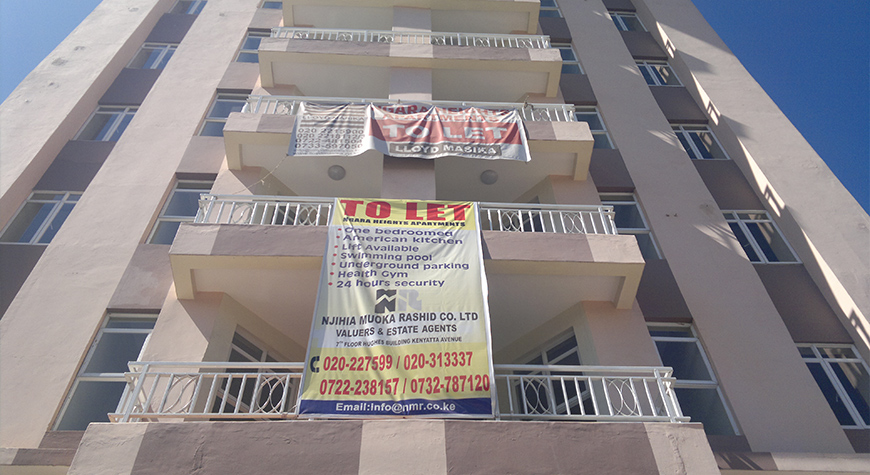 NGARA HEIGHTS
TO LET
LLOYD MASIKA
TO LET
NGARA HEIGHTS APARTMENTS
* One bedroomed
* American kitchen
* Lift Available
* Swimming pool
* Underground parking
* Health Gym
* 24 hours security
NJIHIA MUOKA RASHID CO. LTD
VALUERS & ESTATE AGENTS
7TH FLOOR HUGHES BUILDING KENYATTA AVENUE
020-227599 / 020-313337
0722-238157 / 0732-787120
Email:Info@nmr.co.ke